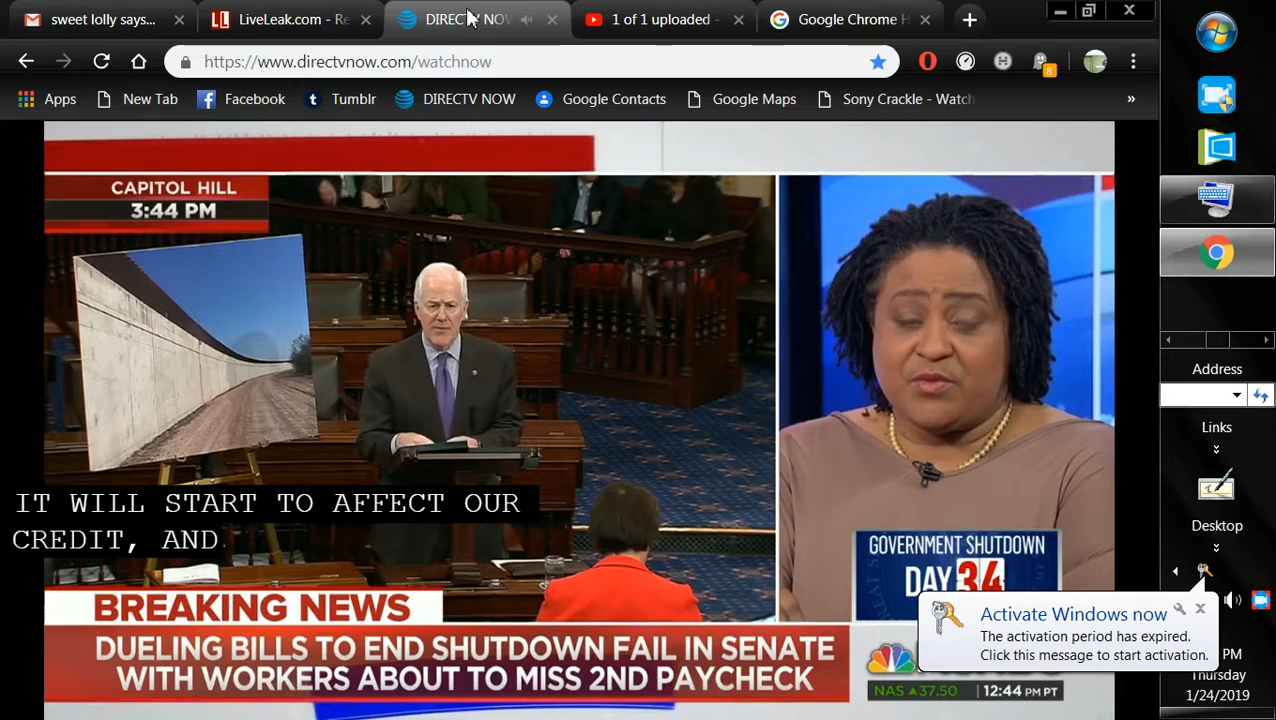 sweet lolly says...
LiveLeak.com - Re
DIRECTV NOW
1 of 1 uploaded -
Google Chrome H
https://www.directvnow.com/watchnow
8
Apps
New Tab
Facebook
Tumblr
DIRECTV NOW
Google Contacts
Google Maps
Sony Crackle - Watch
»
CAPITOL HILL
3:44 PM
IT WILL START TO AFFECT OUR
CREDIT, AND
GOVERNMENT SHUTDOWN
DAY 34
BREAKING NEWS
DUELING BILLS TO END SHUTDOWN FAIL IN SENATE
WITH WORKERS ABOUT TO MISS 2ND PAYCHECK
NAS ▲37.50
12:44 PM PT
Address
Links
Desktop
Activate Windows now
The activation period has expired.
Click this message to start activation.
PM
Thursday
1/24/2019